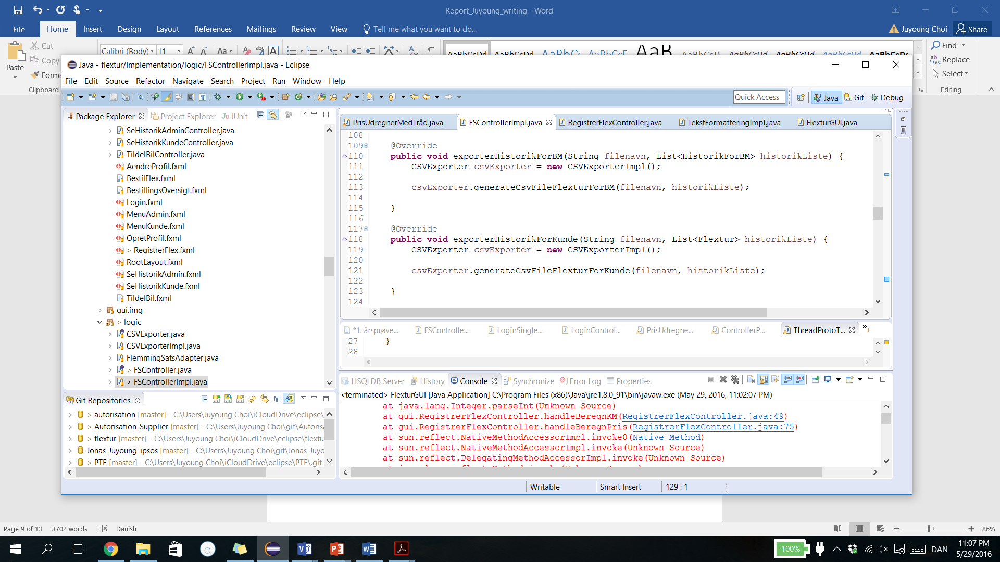 Report_Juyoung_writing - Word
File Home Insert Design Layout References Mailings Review View Tell me what you want to do... Juyoung Choi Share
Cut
Calibri (Body) 11 Aa
Find
Copy
Paste
Replace
Forma
Select
Clipboard
Editing
Java - flextur/Implementation/logic/FSControllerImpl.java - Eclipse
File Edit Source Refactor Navigate Search Project Run Window Help
Quick Access Java Git Debug
Package Explorer Project Explorer JUnit
SeHistorikAdminController.java
SeHistorikKundeController.java
TildelBilController.java
AendreProfil.fxml
BestilFlex.fxml
BestillingsOversigt.fxml
Login.fxml
MenuAdmin.fxml
MenuKunde.fxml
OpretProfil.fxml
> RegistrerFlex.fxml
RootLayout.fxml
SeHistorikAdmin.fxml
SeHistorikKunde.fxml
TildelBil.fxml
gui.img
> logic
CSVExporter.java
CSVExporterImpl.java
FlemmingSatsAdapter.java
> FSController.java
> FSControllerImpl.java
Git Repositories
> autorisation [master] - C:\Users\Juyoung Choi\iCloudDrive\eclipse\
> Autorisation_Supplier [master] - C:\Users\Juyoung Choi\git\Autoris
> flextur [master] - C:\Users\Juyoung Choi\iCloudDrive\eclipse\flextu
Jonas_Juyoung_ipsos [master] - C:\Users\Juyoung Choi\git\Jonas_Juyc
> PTE [master] - C:\Users\Juyoung Choi\iCloudDrive\eclipse\PTE\.git
PrisUdregnerMedTråd.java FSControllerImpl.java RegistrerFlexController.java TekstFormatteringImpl.java FlexturGUI.java
108
109 @Override
110 public void exporterHistorikForBM(String filenavn, List<HistorikForBM> historikListe) {
111 CSVExporter csvExporter = new CSVExporterImpl();
112
113 csvExporter.generateCsvFileFlexturForBM(filenavn, historikListe);
114
115 }
116
117 @Override
118 public void exporterHistorikForKunde(String filenavn, List<Flextur> historikListe) {
119 CSVExporter csvExporter = new CSVExporterImpl();
120
121 csvExporter.generateCsvFileFlexturForKunde(filenavn, historikListe);
122
123 }
124
*1. årsprøve... FSControlle... LoginSingle... LoginControl... PrisUdregne... ControllerP... ThreadProtoT... »1
27 }
28
HSQLDB Server History Console Synchronize Error Log Properties
<terminated> FlexturGUI [Java Application] C:\Program Files (x86)\Java\jre1.8.0_91\bin\javaw.exe (May 29, 2016, 11:02:07 PM)
at java.lang.Integer.parseInt(Unknown Source)
at gui.RegistrerFlexController.handleBeregnKM(RegistrerFlexController.java:49)
at gui.RegistrerFlexController.handleBeregnPris(RegistrerFlexController.java:75)
at sun.reflect.NativeMethodAccessorImpl.invoke0(Native Method)
at sun.reflect.NativeMethodAccessorImpl.invoke(Unknown Source)
at sun.reflect.DelegatingMethodAccessorImpl.invoke(Unknown Source)
Writable Smart Insert 129 : 1
Page 9 of 13 3702 words Danish 86%
100% DAN
11:07 PM
5/29/2016